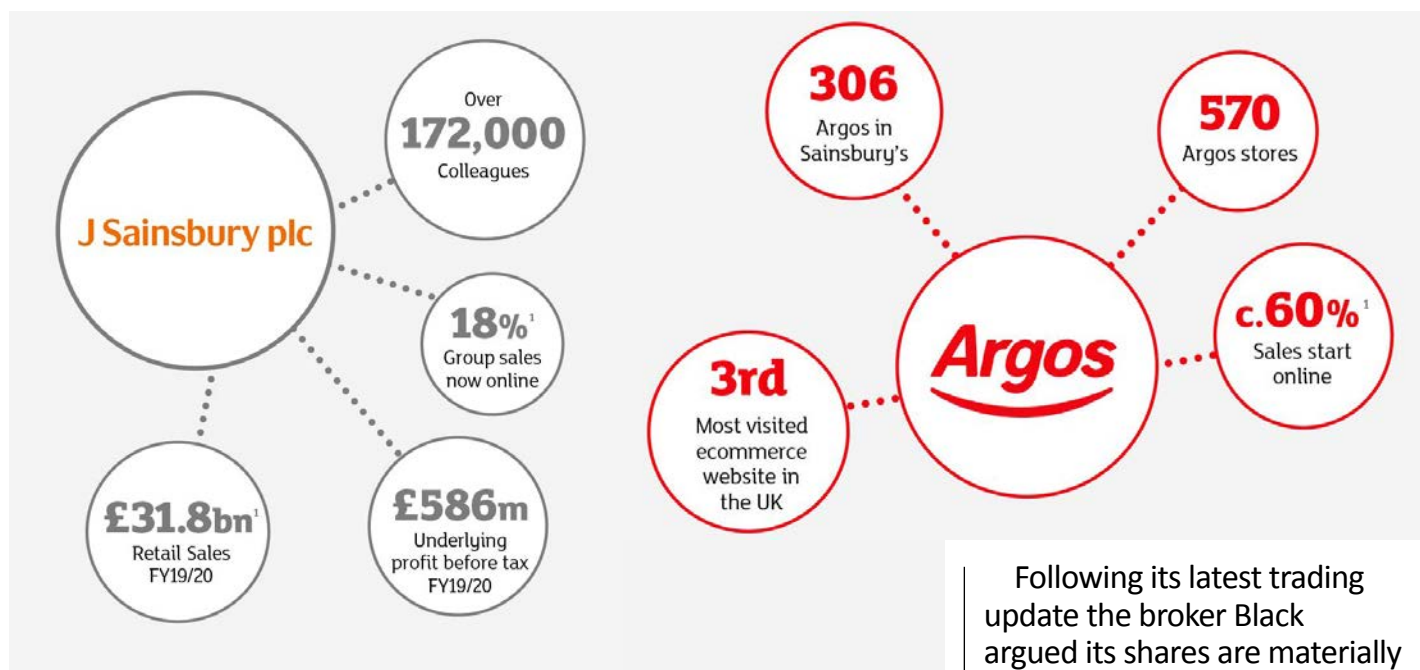 J Sainsbury plc
Over
172,000
Colleagues
18%¹
Group sales
now online
£586m
Underlying
profit before tax
FY19/20
£31.8bn¹
Retail Sales
FY19/20
Argos
306
Argos in
Sainsbury's
570
Argos stores
c.60%¹
Sales start
online
3rd
Most visited
ecommerce
website in
the UK
Following its latest trading
update the broker Black
argued its shares are materially